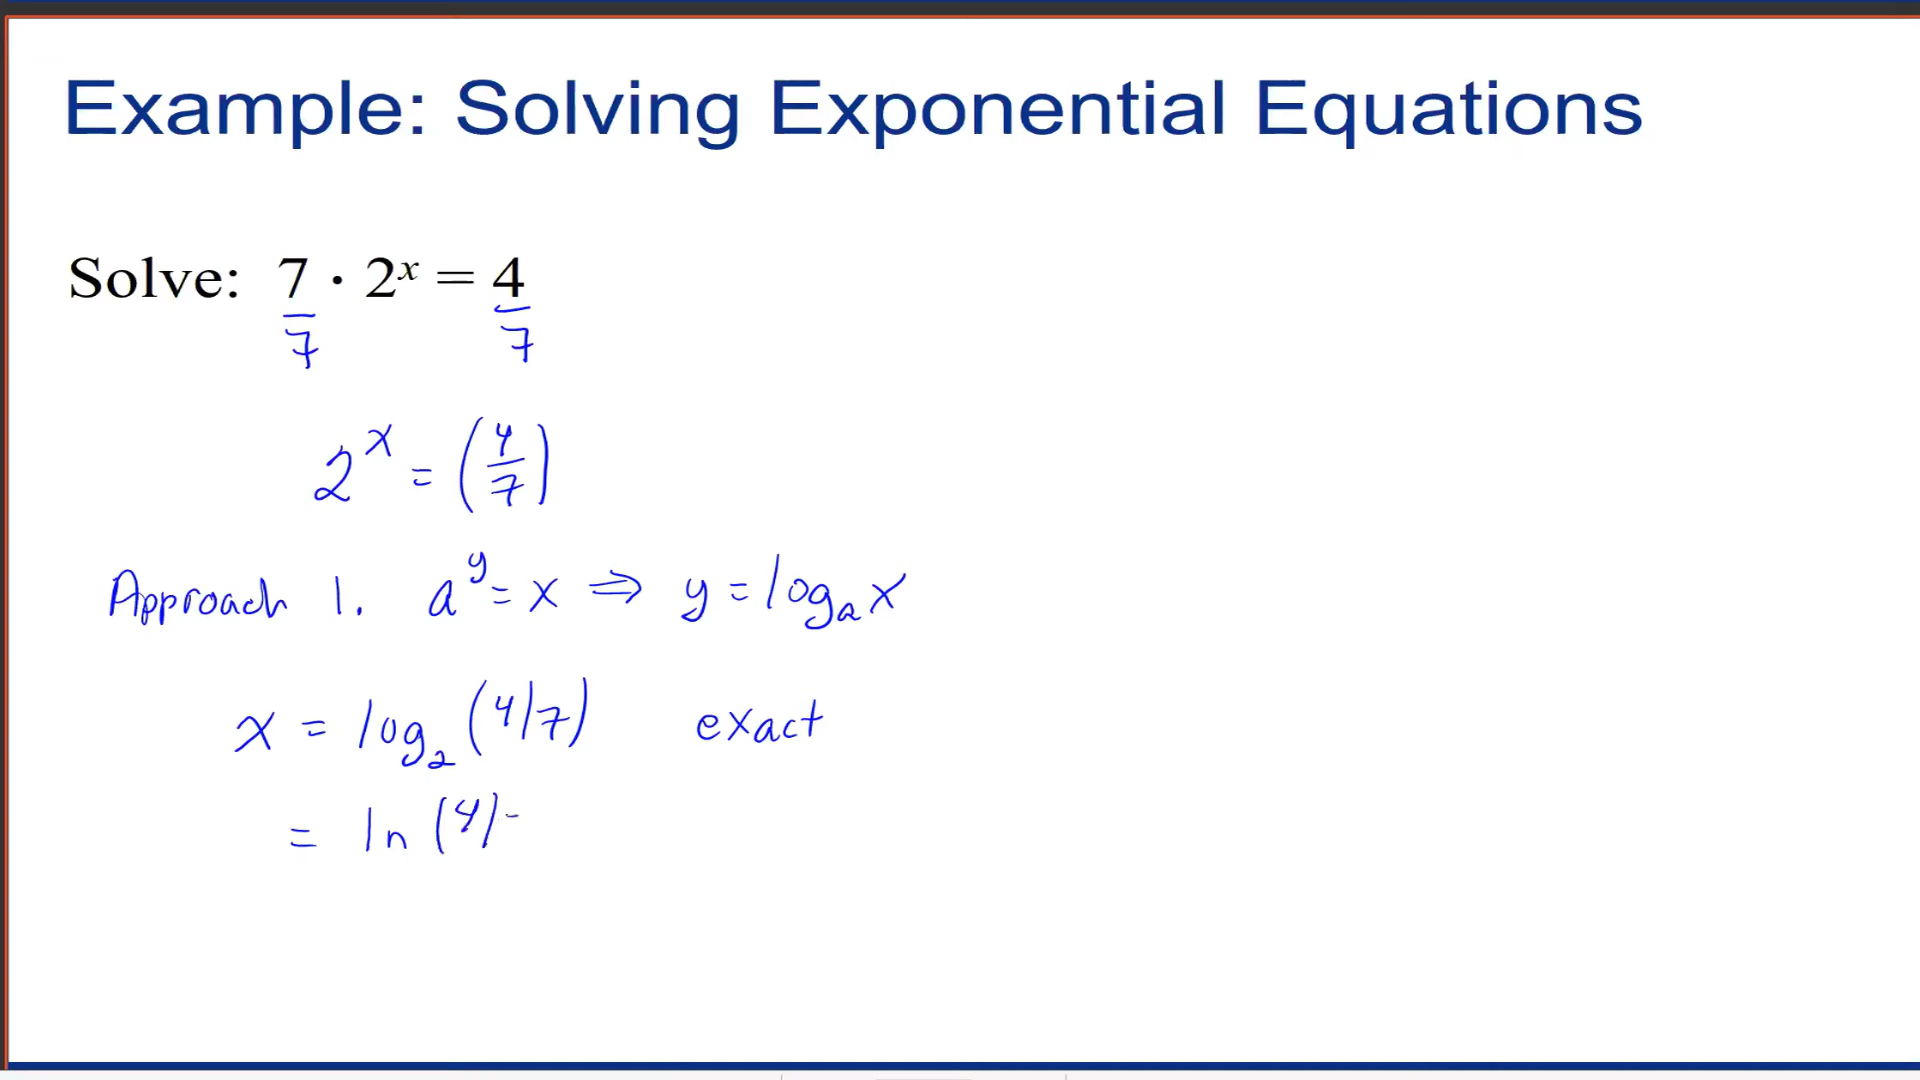 Example: Solving Exponential Equations
Solve: 7 · 2ˣ = 4
7 7
2ˣ = (4/7)
Approach 1. aʸ = x ⇒ y = logₐ x
x = log₂ (4/7) exact
= ln (4/-